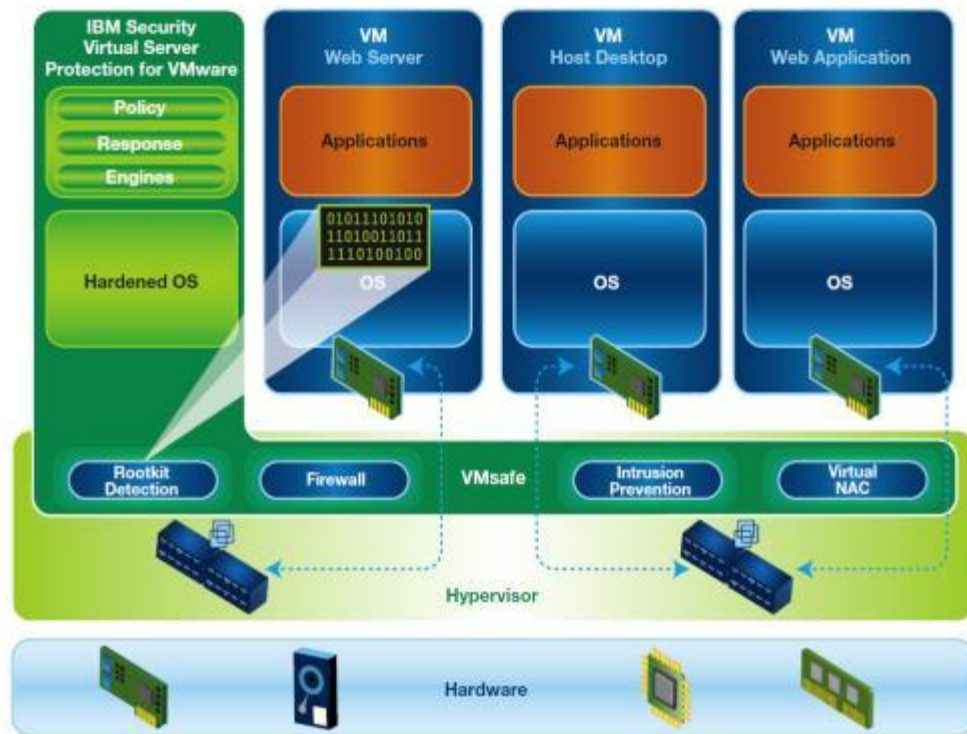 IBM Security
Virtual Server
Protection for VMware
Policy
Response
Engines
Hardened OS
VM
Web Server
Applications
01011101010
11010011011
1110100100
OS
VM
Host Desktop
Applications
OS
VM
Web Application
Applications
OS
Rootkit
Detection
Firewall
VMsafe
Intrusion
Prevention
Virtual
NAC
Hypervisor
Hardware